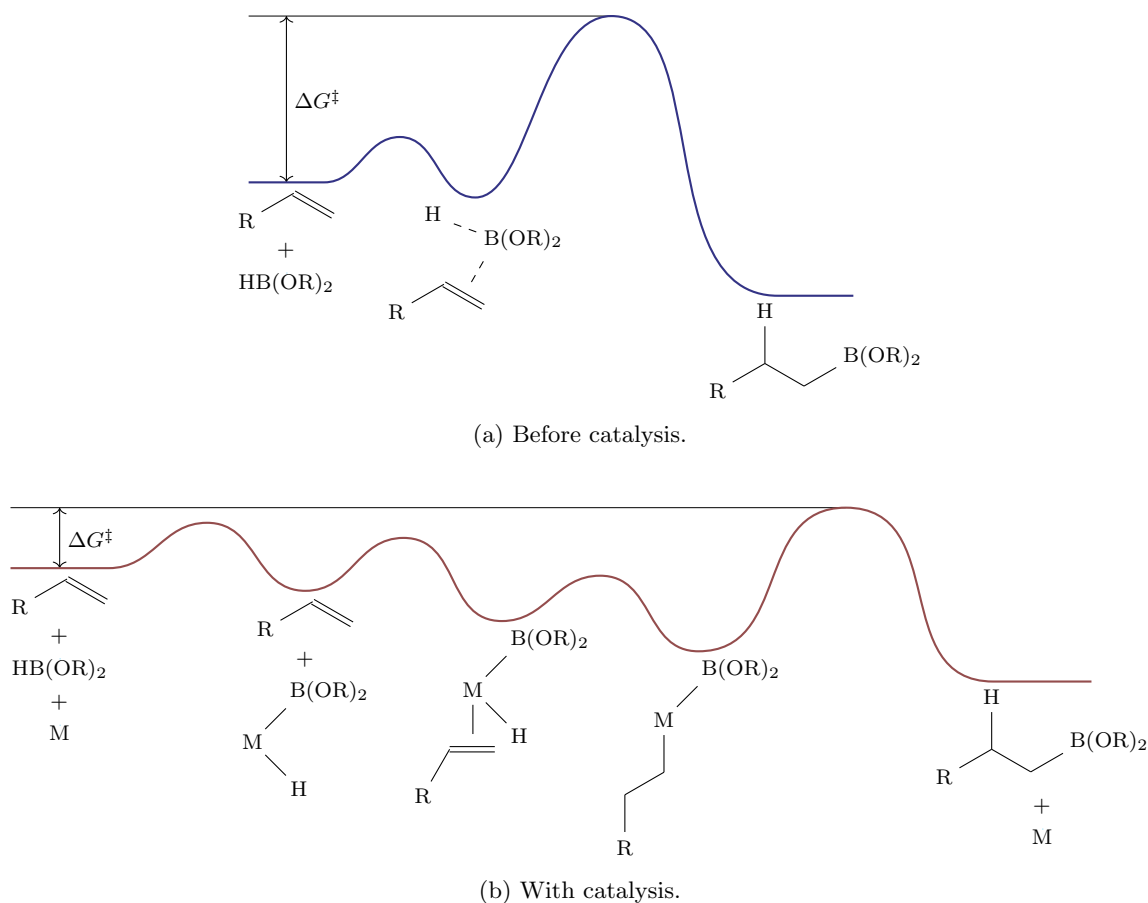 ΔG‡
H
R
B(OR)₂
+
HB(OR)₂
R
H
B(OR)₂
R
(a) Before catalysis.
ΔG‡
R
+
HB(OR)₂
+
M
R
+
B(OR)₂
M
H
B(OR)₂
M
H
R
B(OR)₂
M
R
H
B(OR)₂
R
+
M
(b) With catalysis.